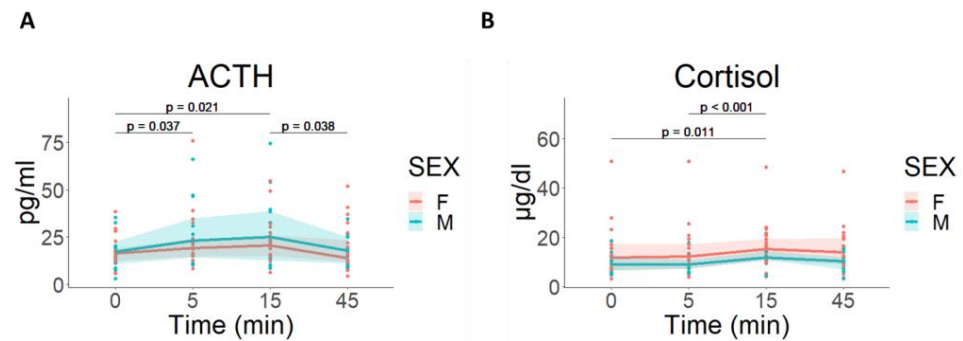 A
ACTH
pg/ml
75
50
25
0
p = 0.021
p = 0.037
p = 0.038
0 5 15 45
Time (min)
SEX
F
M
B
Cortisol
µg/dl
60
40
20
0
p < 0.001
p = 0.011
0 5 15 45
Time (min)
SEX
F
M